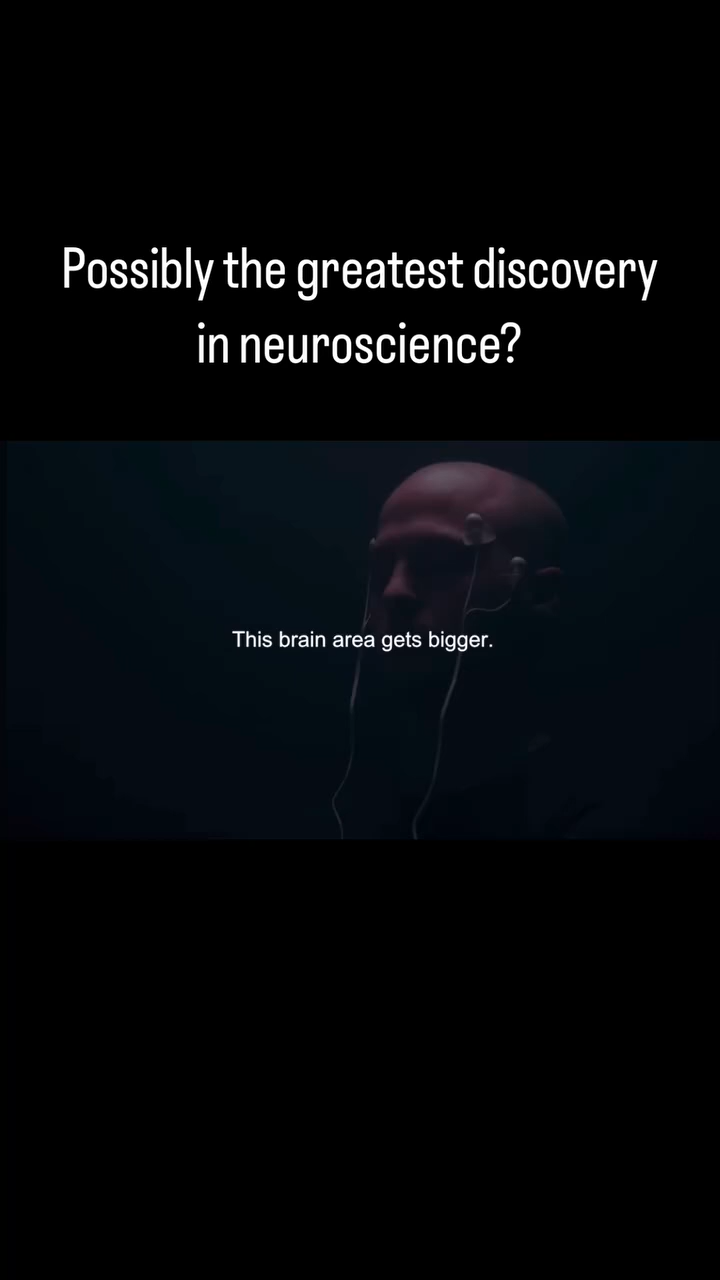 Possibly the greatest discovery
in neuroscience?
This brain area gets bigger.